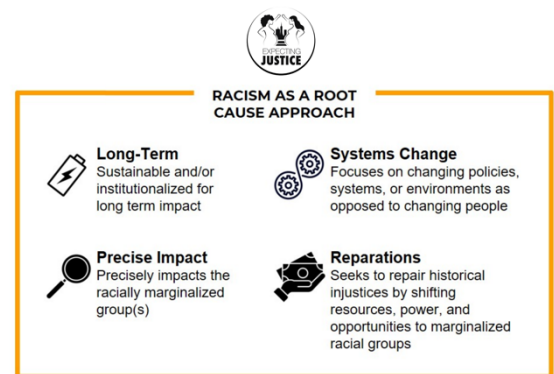 EXPECTING
JUSTICE
RACISM AS A ROOT
CAUSE APPROACH
Long-Term
Sustainable and/or
institutionalized for
long term impact
Systems Change
Focuses on changing policies,
systems, or environments as
opposed to changing people
Precise Impact
Precisely impacts the
racially marginalized
group(s)
Reparations
Seeks to repair historical
injustices by shifting
resources, power, and
opportunities to marginalized
racial groups